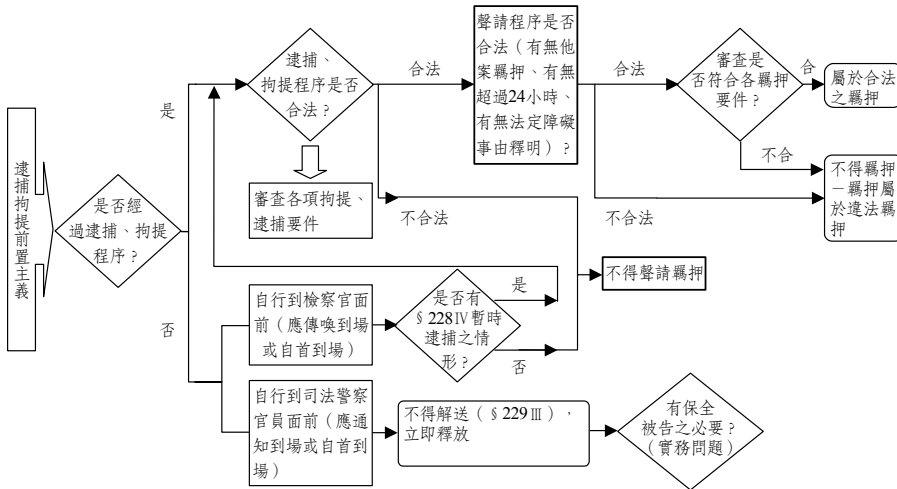 逮捕拘提前置主義
是否經
過逮捕、拘提
程序？
是
否
逮捕、
拘提程序是否
合法？
審查各項拘提、
逮捕要件
合法
不合法
聲請程序是否
合法（有無他
案羈押、有無
超過24小時、
有無法定障礙
事由釋明）？
合法
不合法
審查是
否符合各羈押
要件？
合
不合
屬於合法
之羈押
不得羈押
－羈押屬
於違法羈
押
不得聲請羈押
自行到檢察官面
前（應傳喚到場
或自首到場）
是否有
§228Ⅳ暫時
逮捕之情
形？
是
否
自行到司法警察
官員面前（應通
知到場或自首到
場）
不得解送（§229Ⅲ），
立即釋放
有保全
被告之必要？
（實務問題）